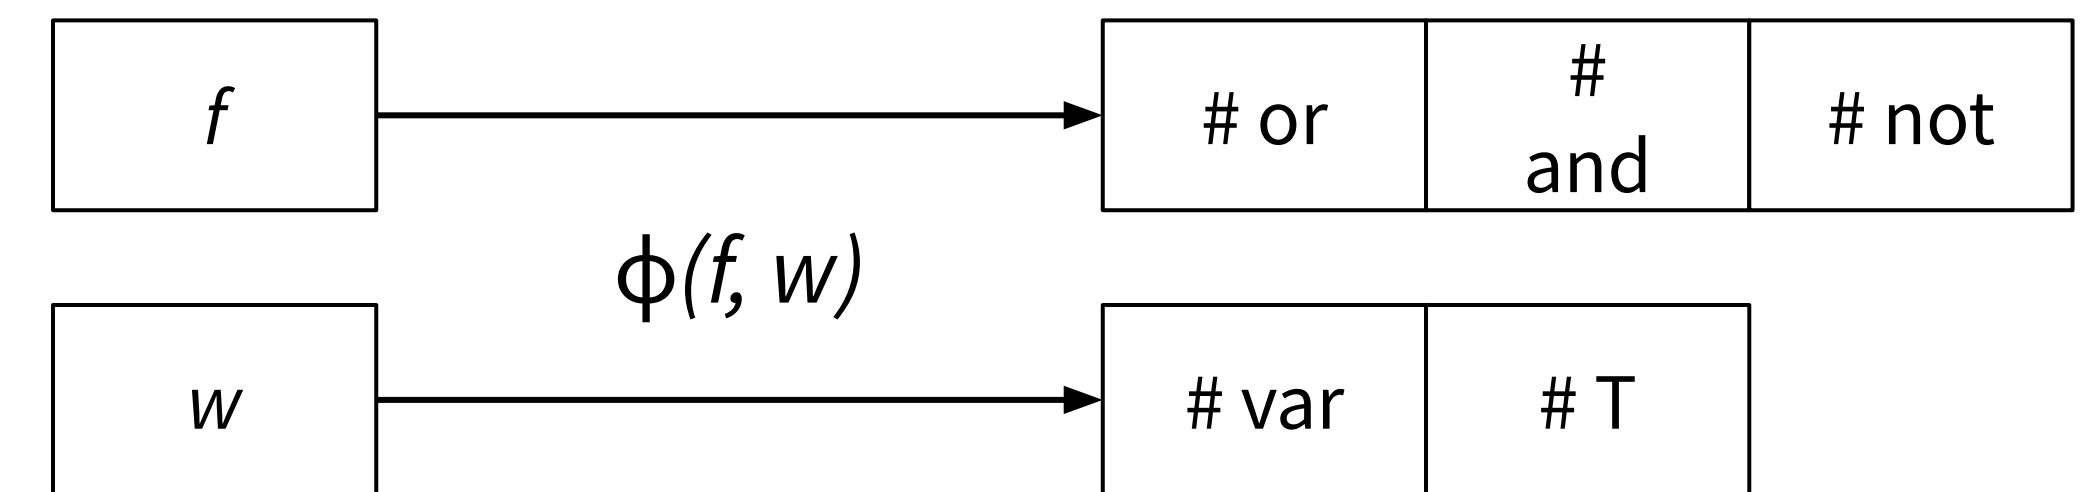 f
# or
#
and
# not
ϕ(f, w)
w
# var
# T